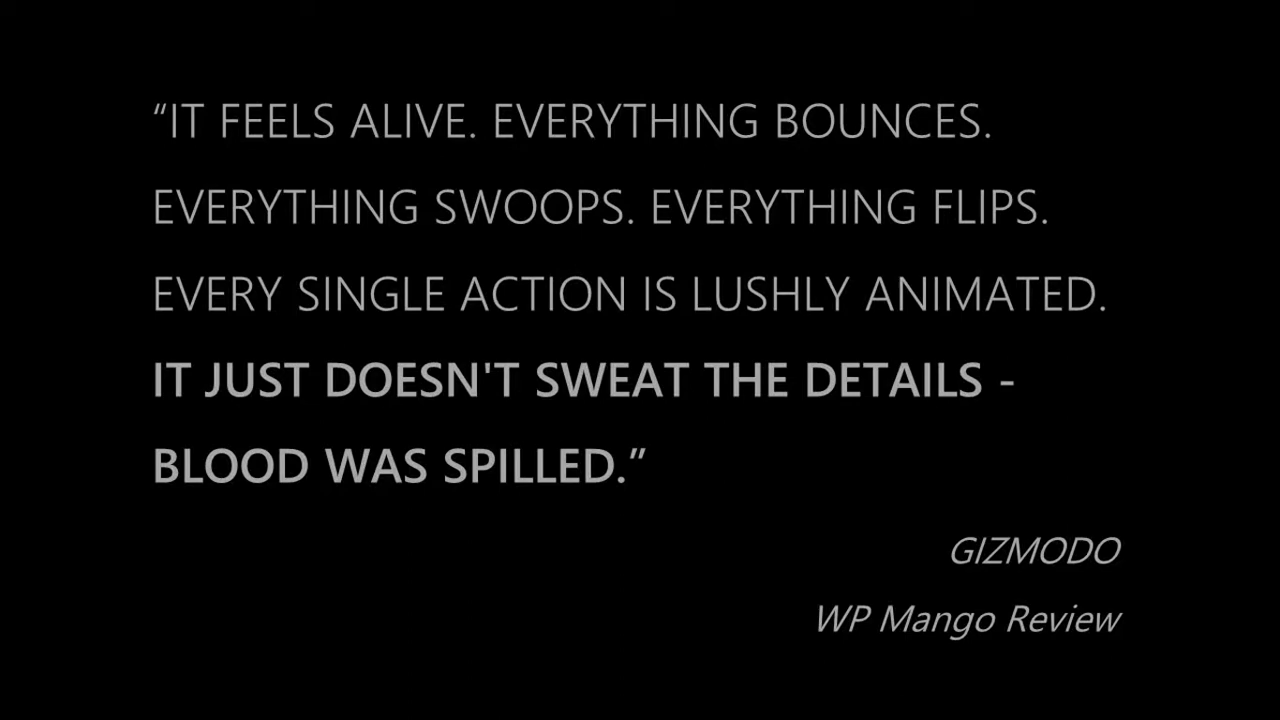 “IT FEELS ALIVE. EVERYTHING BOUNCES.
EVERYTHING SWOOPS. EVERYTHING FLIPS.
EVERY SINGLE ACTION IS LUSHLY ANIMATED.
IT JUST DOESN'T SWEAT THE DETAILS -
BLOOD WAS SPILLED.”
GIZMODO
WP Mango Review